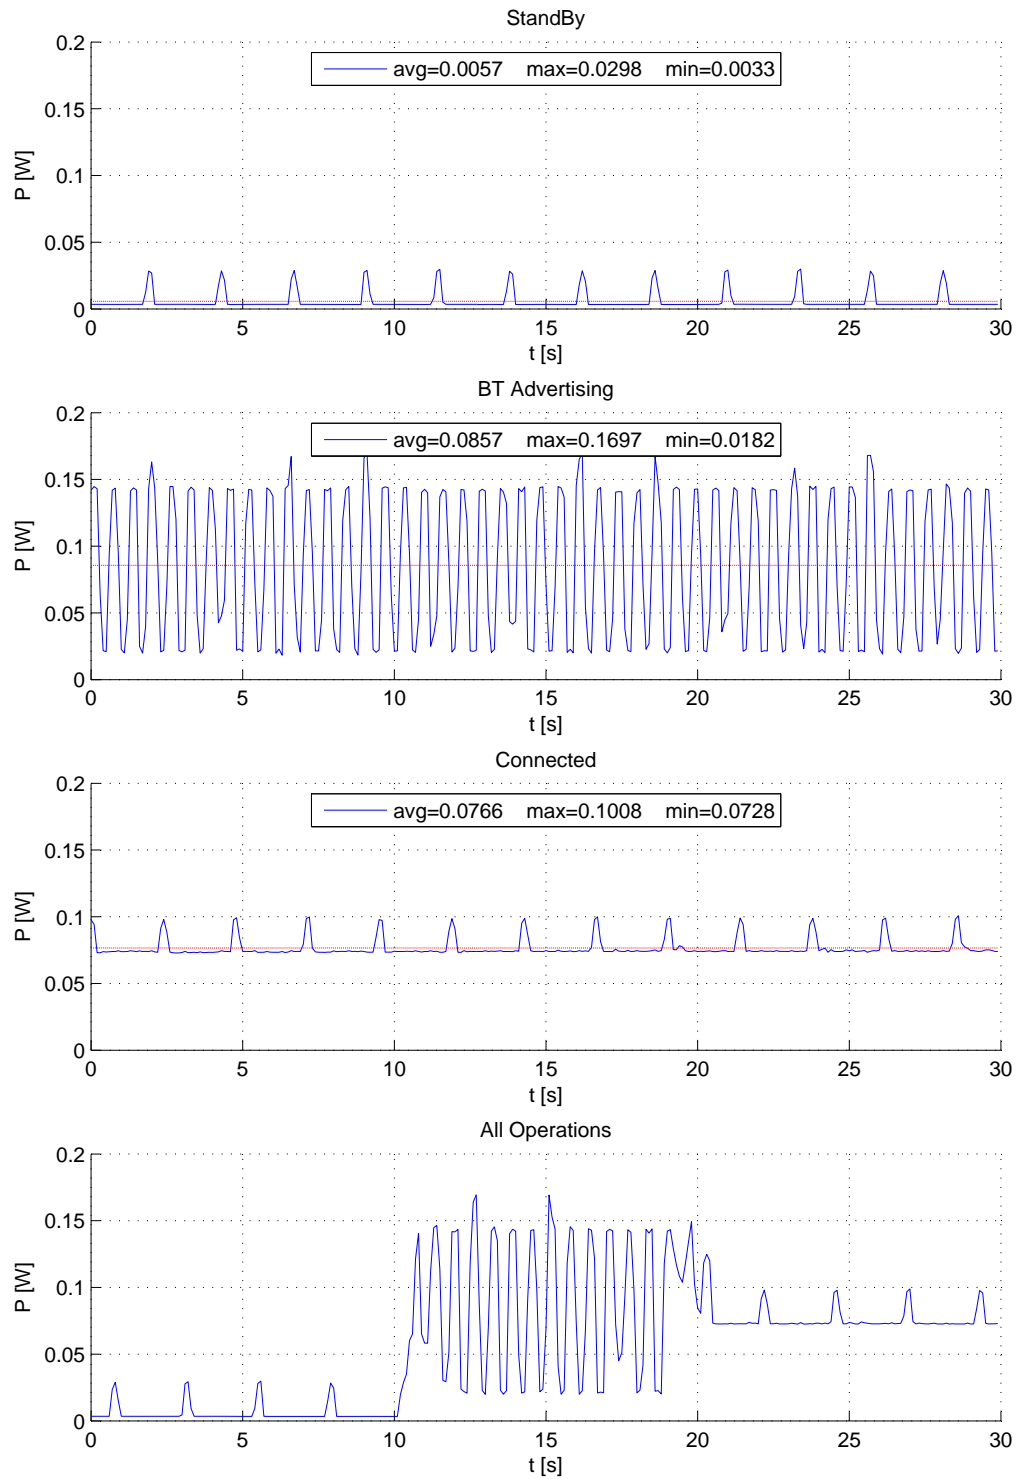 StandBy
0.2
avg=0.0057 max=0.0298 min=0.0033
0.15
0.1
P [W]
0.05
0
0 5 10 15 20 25 30
t [s]
BT Advertising
0.2
avg=0.0857 max=0.1697 min=0.0182
0.15
0.1
P [W]
0.05
0
0 5 10 15 20 25 30
t [s]
Connected
0.2
avg=0.0766 max=0.1008 min=0.0728
0.15
0.1
P [W]
0.05
0
0 5 10 15 20 25 30
t [s]
All Operations
0.2
0.15
0.1
P [W]
0.05
0
0 5 10 15 20 25 30
t [s]